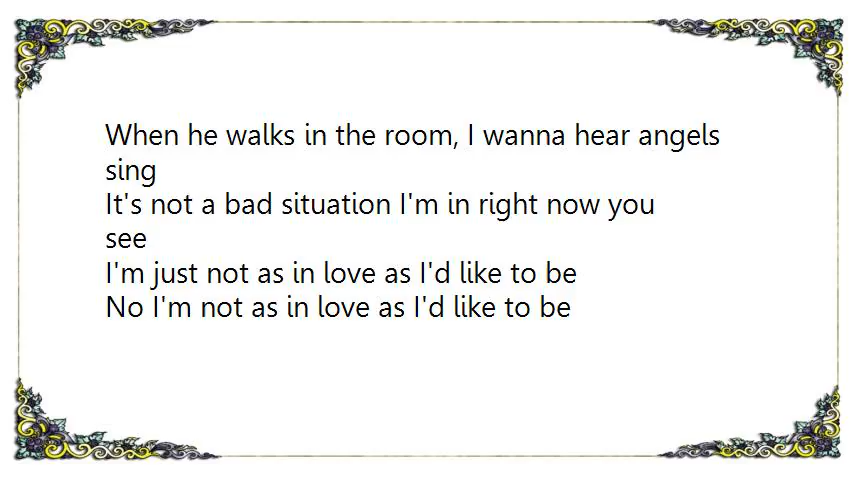 When he walks in the room, I wanna hear angels
sing
It's not a bad situation I'm in right now you
see
I'm just not as in love as I'd like to be
No I'm not as in love as I'd like to be